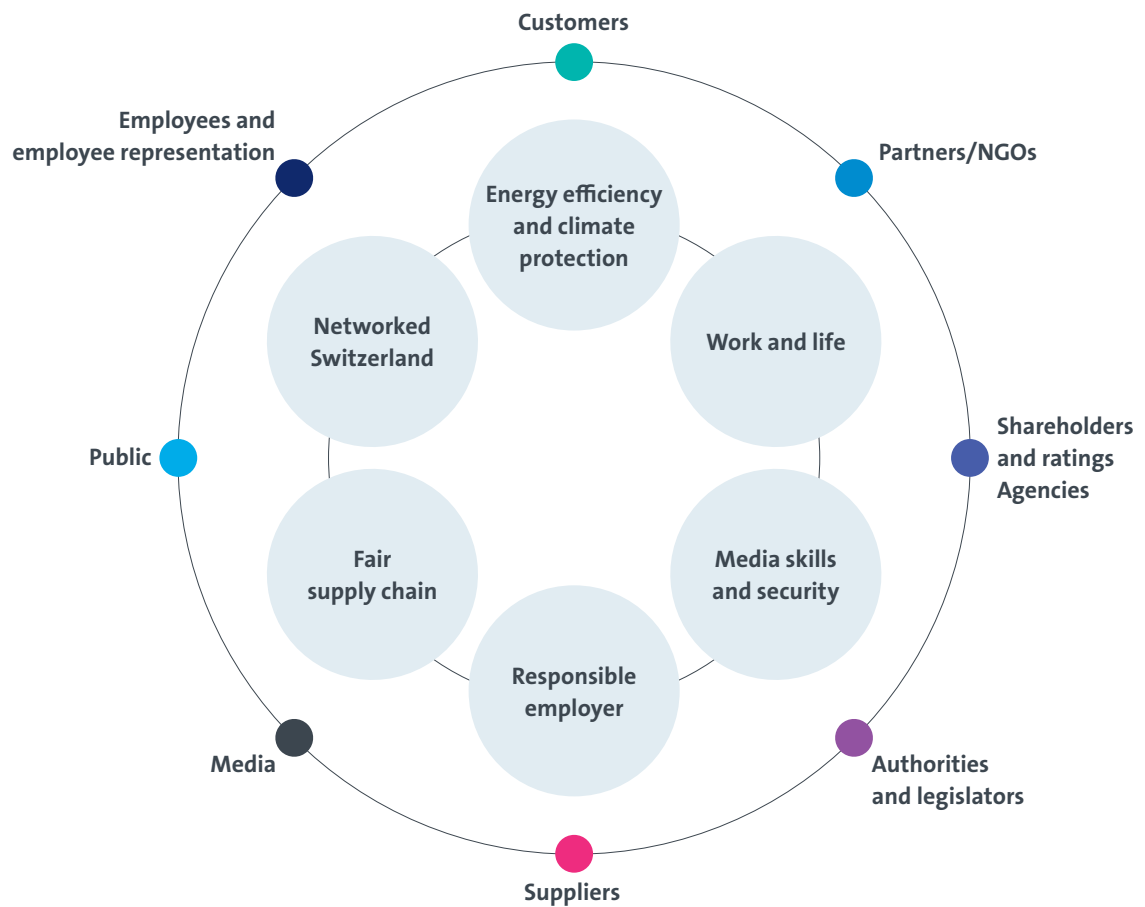 Customers
Employees and
employee representation
Partners/NGOs
Energy efficiency
and climate
protection
Networked
Switzerland
Work and life
Public
Shareholders
and ratings
Agencies
Fair
supply chain
Media skills
and security
Responsible
employer
Media
Authorities
and legislators
Suppliers